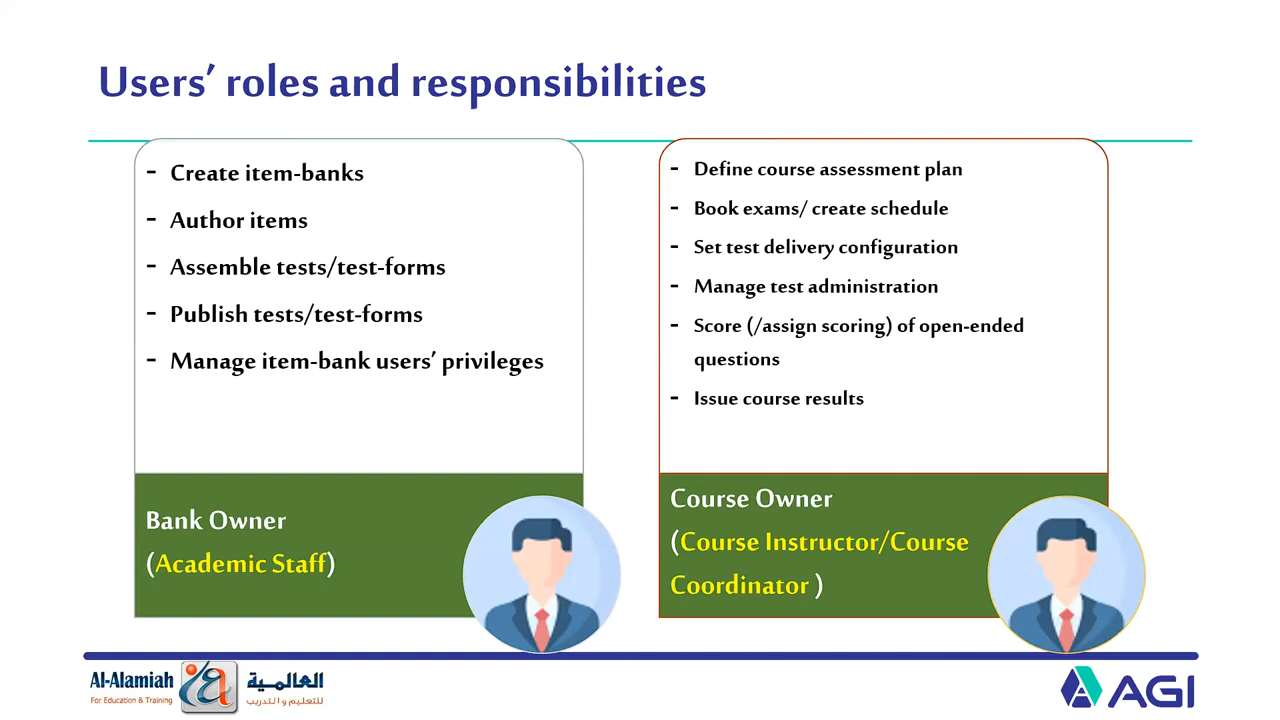 Users’ roles and responsibilities
- Create item-banks
- Author items
- Assemble tests/test-forms
- Publish tests/test-forms
- Manage item-bank users’ privileges
Bank Owner
(Academic Staff)
- Define course assessment plan
- Book exams/ create schedule
- Set test delivery configuration
- Manage test administration
- Score (/assign scoring) of open-ended
questions
- Issue course results
Course Owner
(Course Instructor/Course
Coordinator )
Al-Alamiah
For Education & Training
العالمية
للتعليم و التدريب
AGI